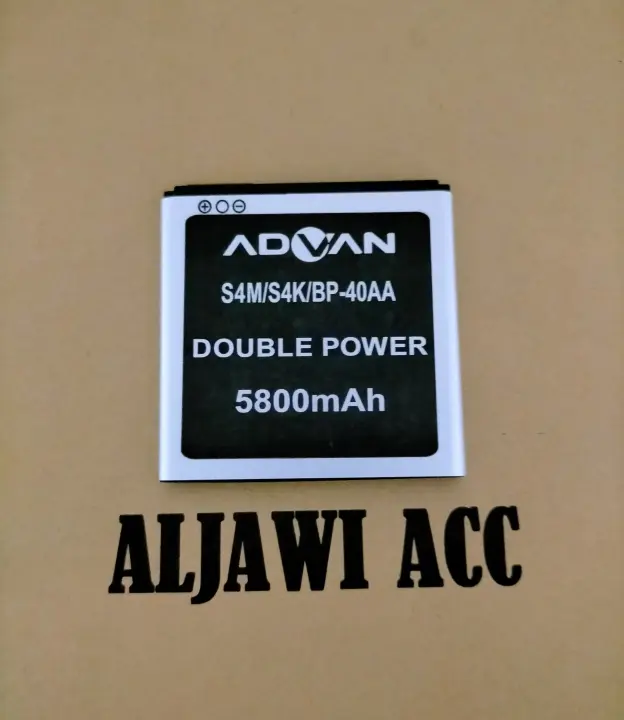 ADVAN
S4M/S4K/BP-40AA
DOUBLE POWER
5800mAh
ALJAWI ACC